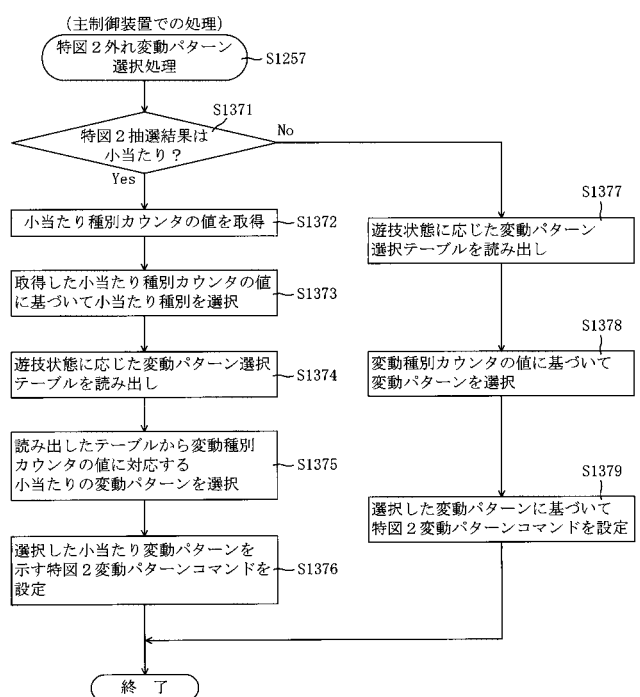 (主制御装置での処理)
特図2外れ変動パターン
選択処理
S1257
S1371
特図2抽選結果は
小当たり?
No
Yes
小当たり種別カウンタの値を取得
S1372
取得した小当たり種別カウンタの値
に基づいて小当たり種別を選択
S1373
遊技状態に応じた変動パターン選択
テーブルを読み出し
S1374
読み出したテーブルから変動種別
カウンタの値に対応する
小当たりの変動パターンを選択
S1375
選択した小当たり変動パターンを
示す特図2変動パターンコマンドを
設定
S1376
S1377
遊技状態に応じた変動パターン
選択テーブルを読み出し
S1378
変動種別カウンタの値に基づいて
変動パターンを選択
S1379
選択した変動パターンに基づいて
特図2変動パターンコマンドを設定
終 了